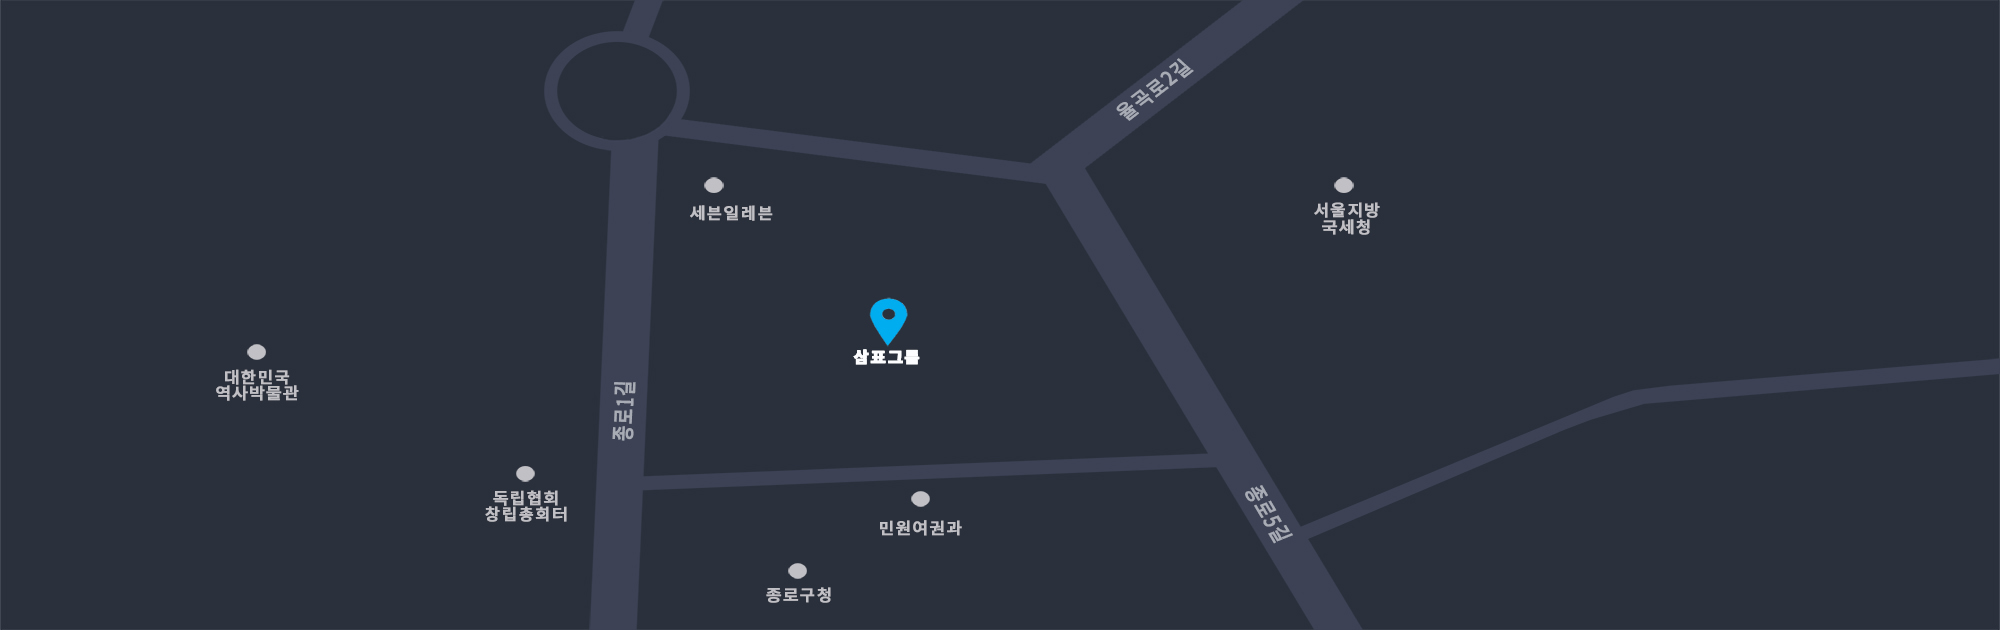 율곡로2길
세븐일레븐
서울지방
국세청
삼표그룹
대한민국
역사박물관
종로1길
독립협회
창립총회터
민원여권과
종로5길
종로구청